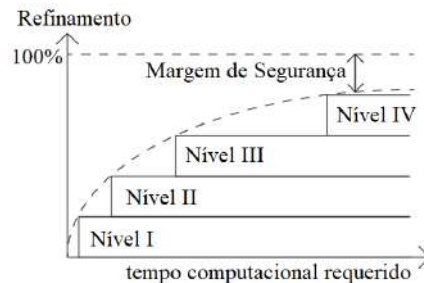 Refinamento
100%
Margem de Segurança
Nível IV
Nível III
Nível II
Nível I
tempo computacional requerido